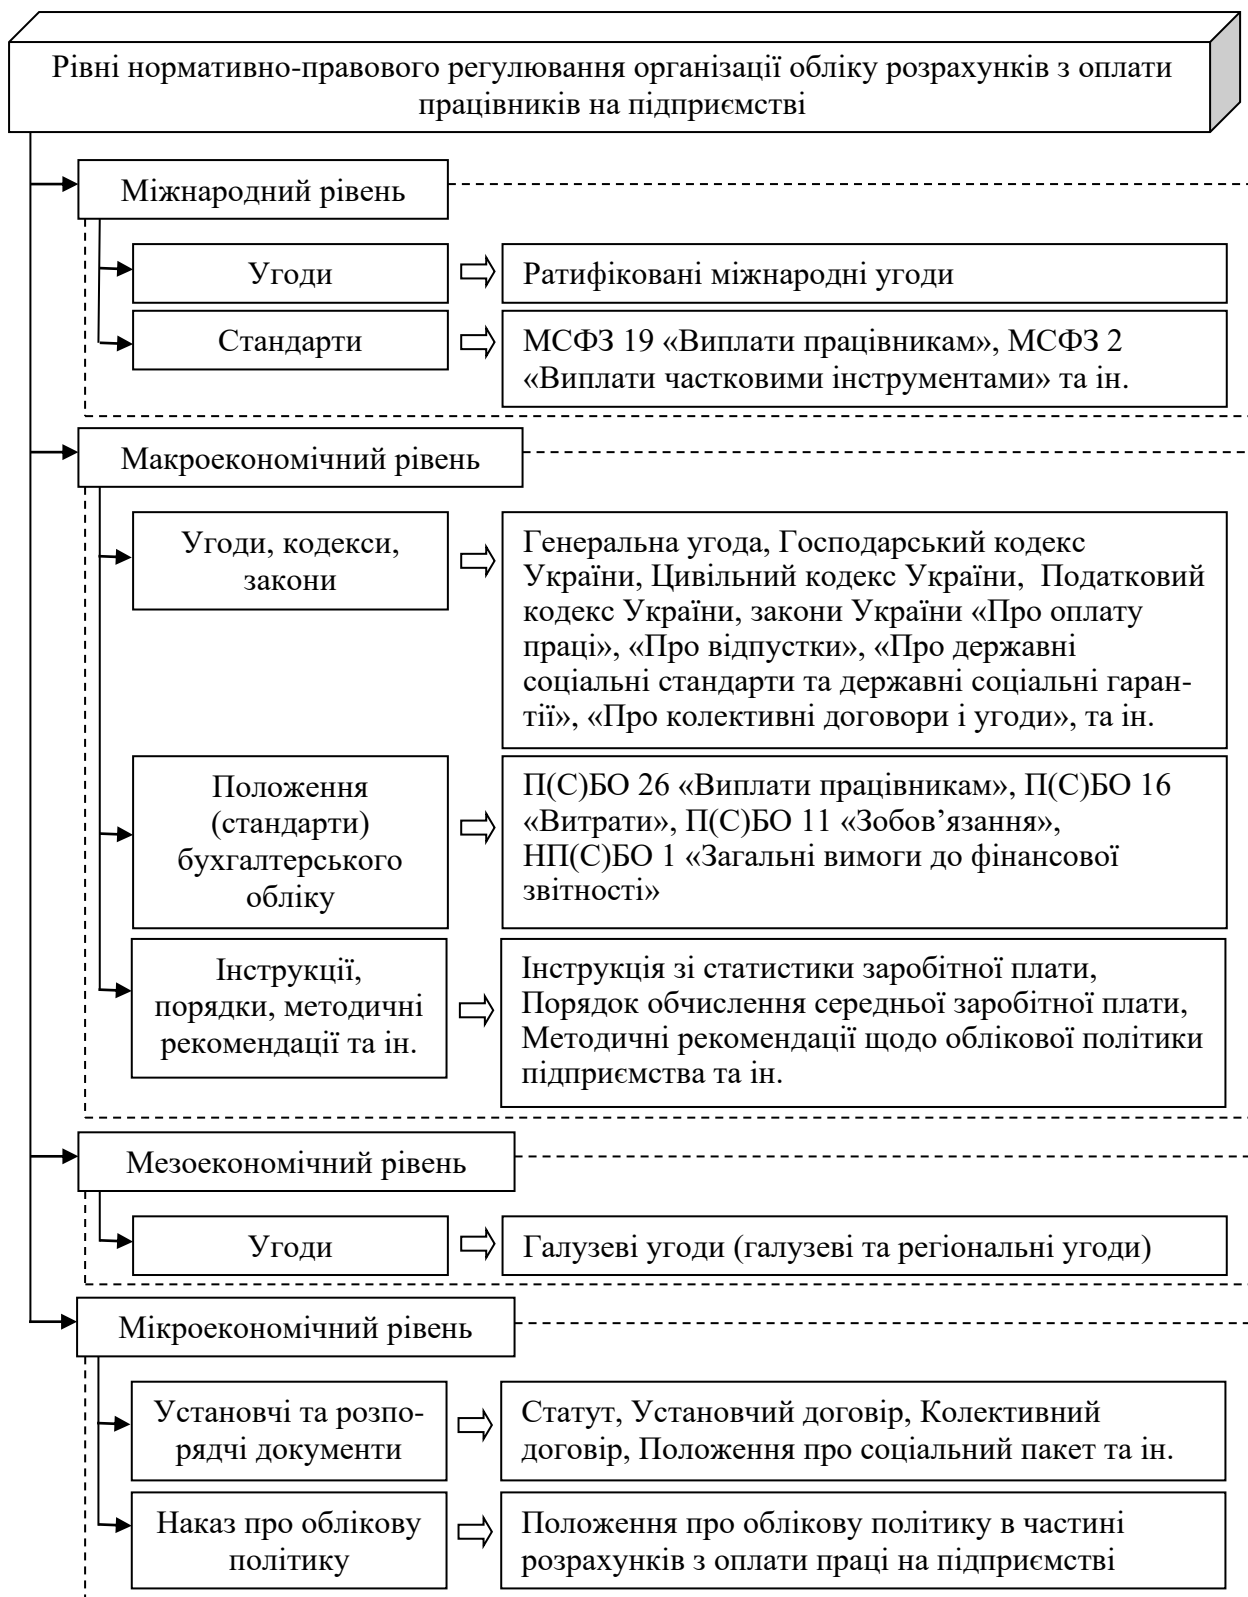 Рівні нормативно-правового регулювання організації обліку розрахунків з оплати
працівників на підприємстві
Міжнародний рівень
Угоди
Ратифіковані міжнародні угоди
Стандарти
МСФЗ 19 «Виплати працівникам», МСФЗ 2
«Виплати частковими інструментами» та ін.
Макроекономічний рівень
Угоди, кодекси,
закони
Генеральна угода, Господарський кодекс
України, Цивільний кодекс України, Податковий
кодекс України, закони України «Про оплату
праці», «Про відпустки», «Про державні
соціальні стандарти та державні соціальні гаран-
тії», «Про колективні договори і угоди», та ін.
Положення
(стандарти)
бухгалтерського
обліку
П(С)БО 26 «Виплати працівникам», П(С)БО 16
«Витрати», П(С)БО 11 «Зобов’язання»,
НП(С)БО 1 «Загальні вимоги до фінансової
звітності»
Інструкції,
порядки, методичні
рекомендації та ін.
Інструкція зі статистики заробітної плати,
Порядок обчислення середньої заробітної плати,
Методичні рекомендації щодо облікової політики
підприємства та ін.
Мезоекономічний рівень
Угоди
Галузеві угоди (галузеві та регіональні угоди)
Мікроекономічний рівень
Установчі та розпо-
рядчі документи
Статут, Установчий договір, Колективний
договір, Положення про соціальний пакет та ін.
Наказ про облікову
політику
Положення про облікову політику в частині
розрахунків з оплати праці на підприємстві